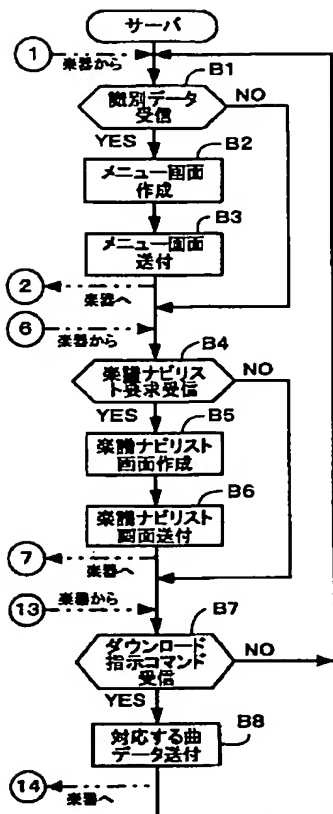 サーバ
1
楽器から
B1
識別データ
受信
NO
YES
B2
メニュー画面
作成
B3
メニュー画面
送付
2
楽器へ
6
楽器から
B4
楽譜ナビリス
ト要求受信
NO
YES
B5
楽譜ナビリスト
画面作成
B6
楽譜ナビリスト
画面送付
7
楽器へ
13
楽器から
B7
ダウンロード
指示コマンド
受信
NO
YES
B8
対応する曲
データ送付
14
楽器へ